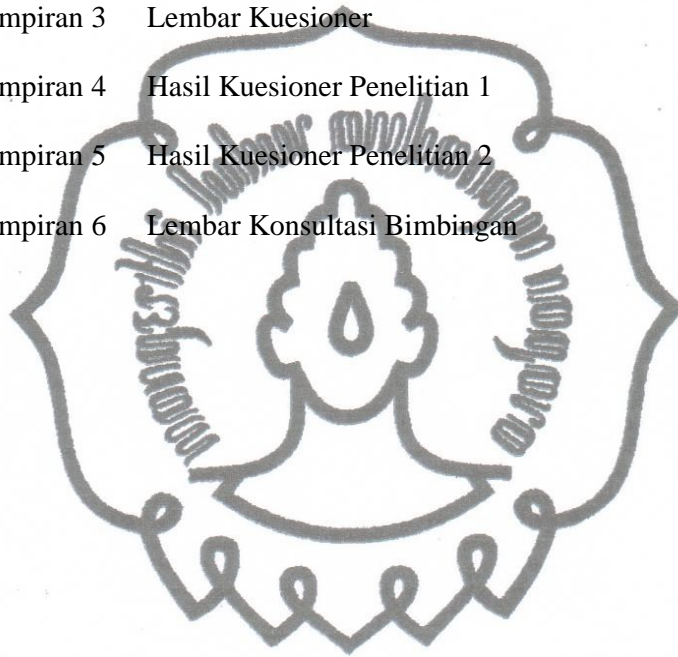 mpiran 3 Lembar Kuesioner
mpiran 4 Hasil Kuesioner Penelitian 1
mpiran 5 Hasil Kuesioner Penelitian 2
mpiran 6 Lembar Konsultasi Bimbingan